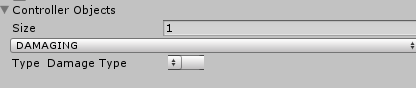 Controller Objects
Size 1
DAMAGING
Type Damage Type